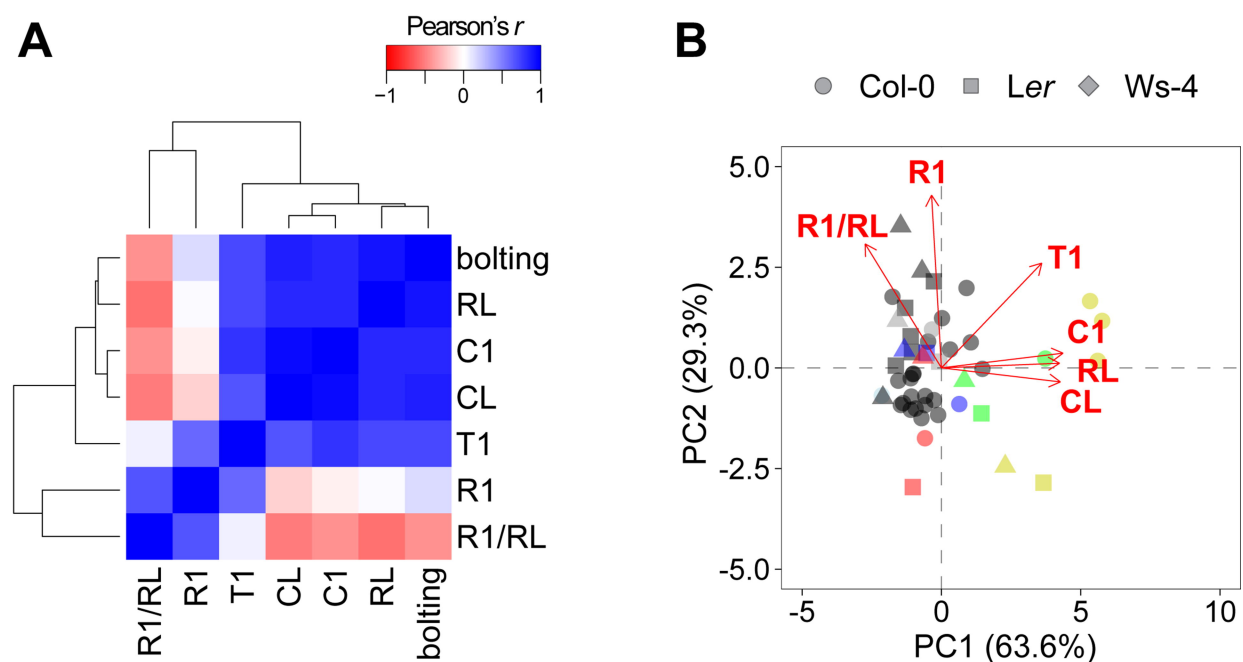 A
Pearson's r
−1 0 1
bolting
RL
C1
CL
T1
R1
R1/RL
R1/RL R1 T1 CL C1 RL bolting
B
Col-0 Ler Ws-4
PC2 (29.3%)
5.0
2.5
0.0
-2.5
-5.0
R1
R1/RL
T1
C1
RL
CL
-5 0 5 10
PC1 (63.6%)